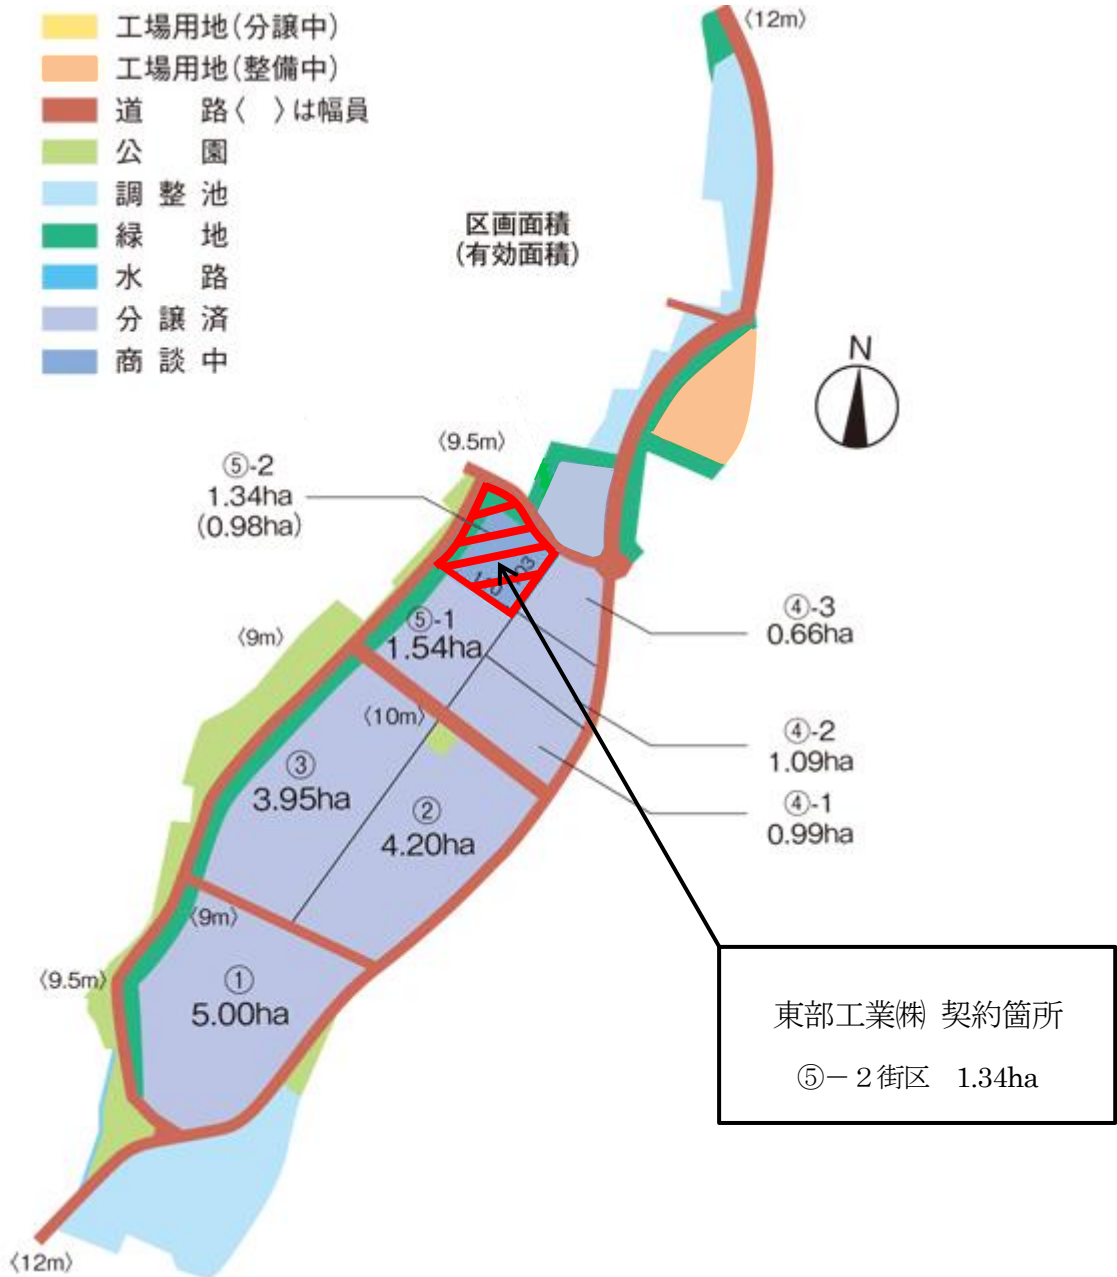 工場用地(分譲中)
工場用地(整備中)
道 路〈 〉は幅員
公 園
調 整 池
緑 地
水 路
分 譲 済
商 談 中
区画面積
(有効面積)
〈12m〉
N
〈9.5m〉
⑤-2
1.34ha
(0.98ha)
⑤-1
1.54ha
④-3
0.66ha
〈9m〉
〈10m〉
④-2
1.09ha
③
3.95ha
②
4.20ha
④-1
0.99ha
〈9m〉
〈9.5m〉
①
5.00ha
東部工業㈱ 契約箇所
⑤－２街区 1.34ha
〈12m〉